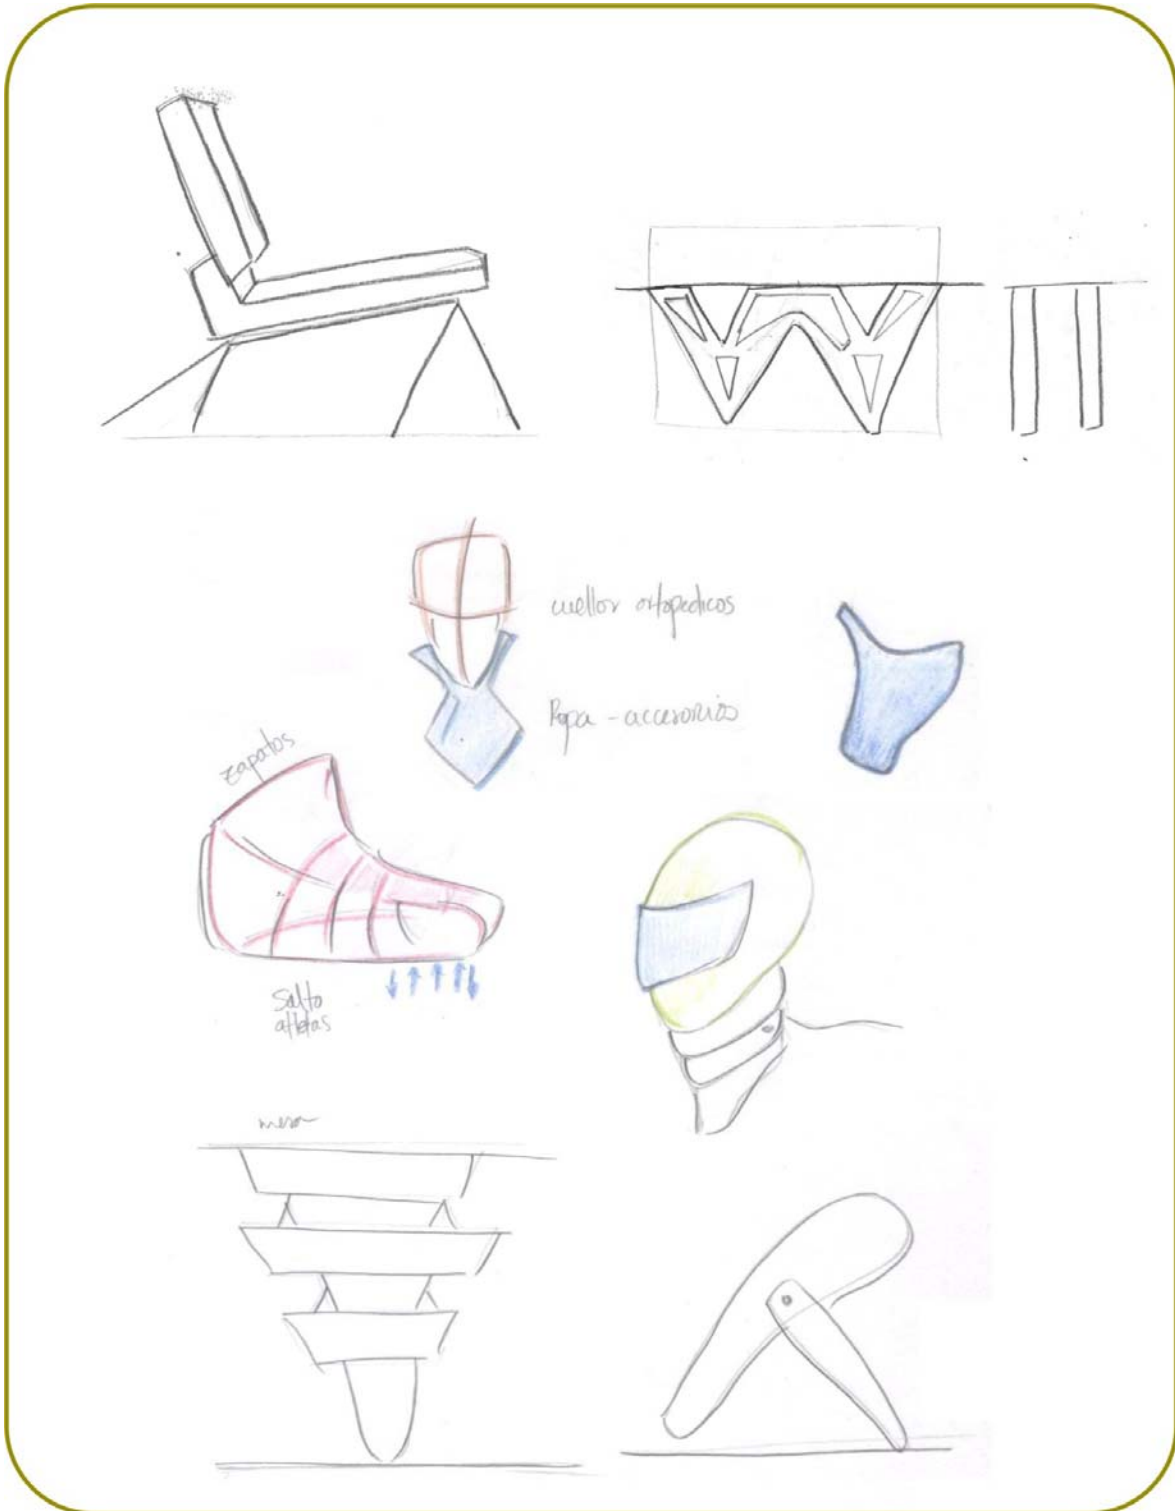 cuellos ortopedicos
Ropa - accesorios
zapatos
Salto
atletas
mesa